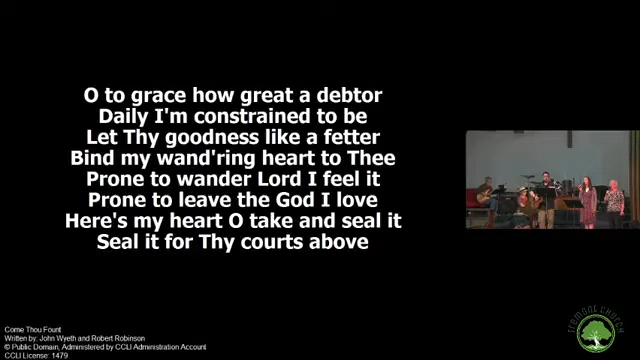 O to grace how great a debtor
Daily I'm constrained to be
Let Thy goodness like a fetter
Bind my wand'ring heart to Thee
Prone to wander Lord I feel it
Prone to leave the God I love
Here's my heart O take and seal it
Seal it for Thy courts above
Come Thou Fount
Written by: John Wyeth and Robert Robinson
© Public Domain, Administered by CCLI Administration Account
CCLI License: 1479
fremont church